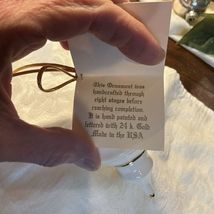 This Ornament was
handcrafted through
eight stages before
reaching completion.
It is hand painted and
lettered with 24 k. Gold
Made in the USA